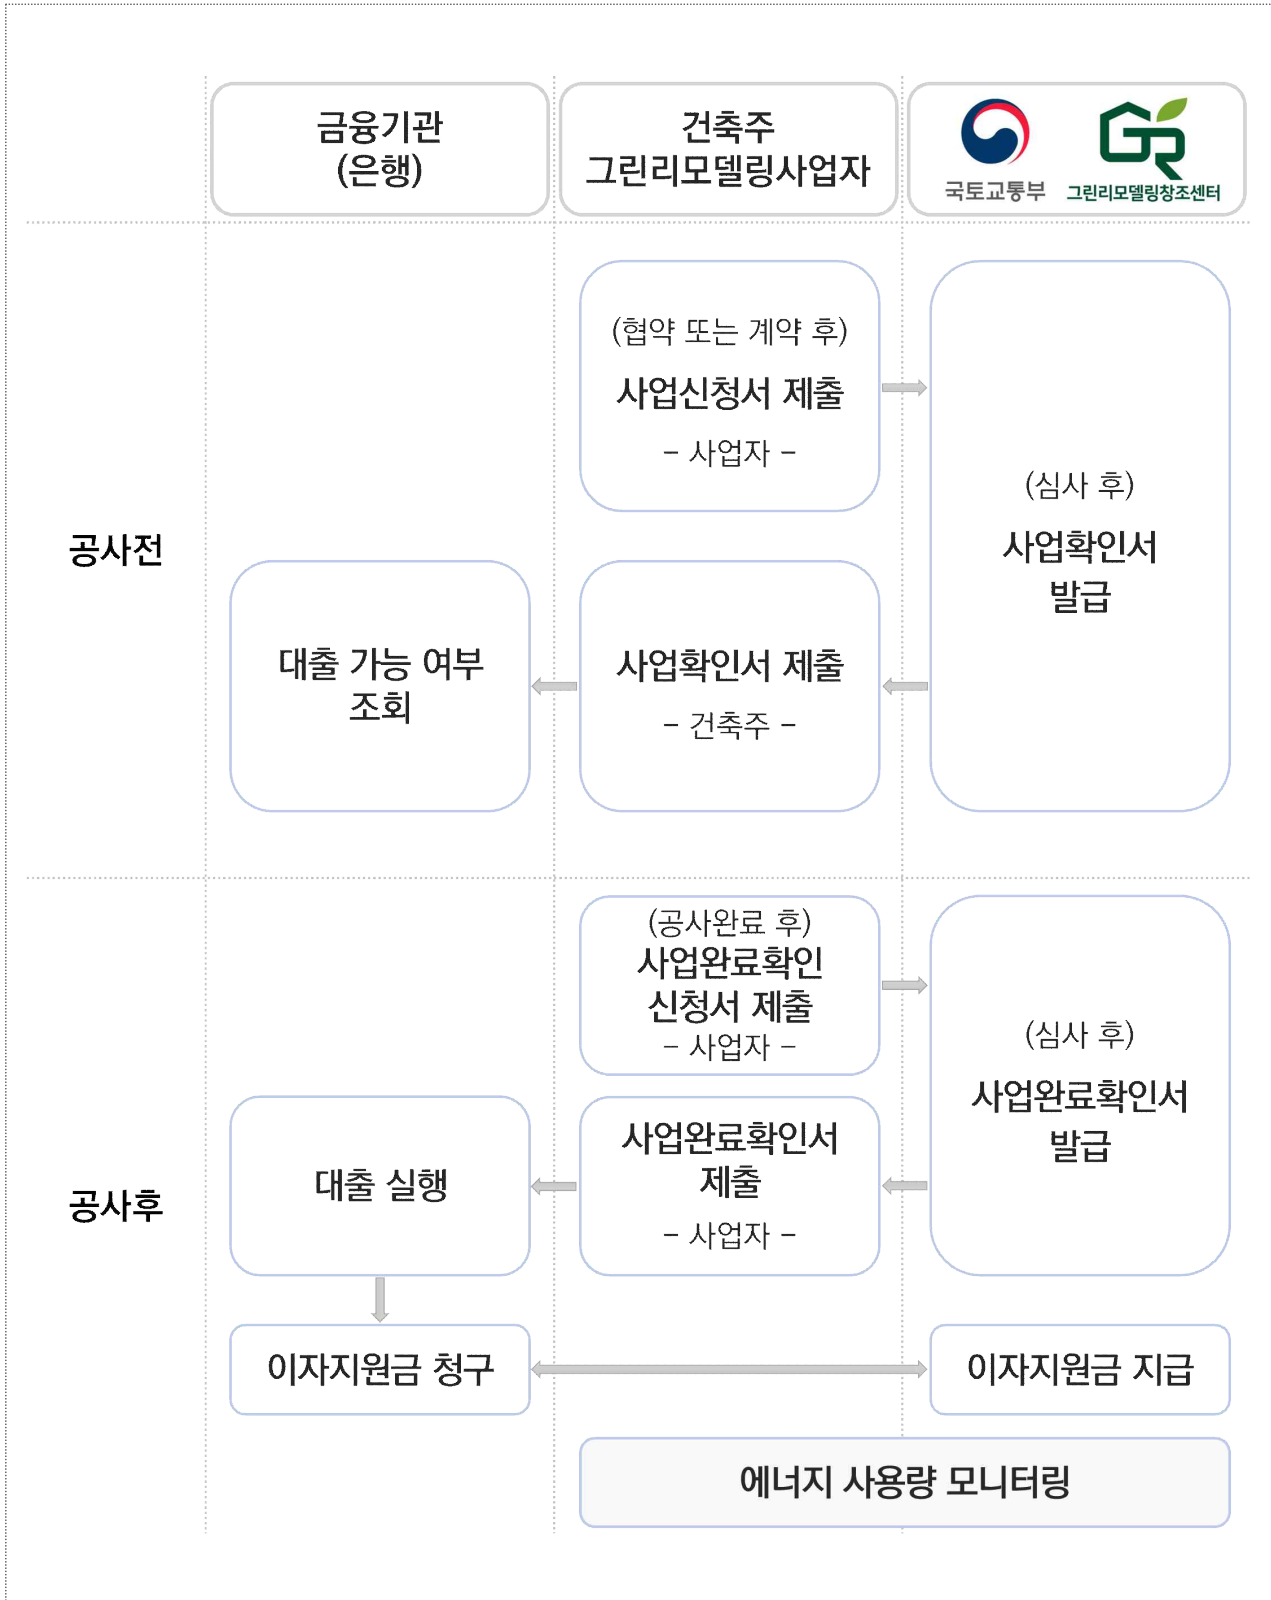 금융기관
(은행)
건축주
그린리모델링사업자
국토교통부
GR
그린리모델링창조센터
공사전
(협약 또는 계약 후)
사업신청서 제출
- 사업자 -
(심사 후)
사업확인서
발급
사업확인서 제출
- 건축주 -
대출 가능 여부
조회
공사후
(공사완료 후)
사업완료확인
신청서 제출
- 사업자 -
(심사 후)
사업완료확인서
발급
사업완료확인서
제출
- 사업자 -
대출 실행
이자지원금 청구
이자지원금 지급
에너지 사용량 모니터링